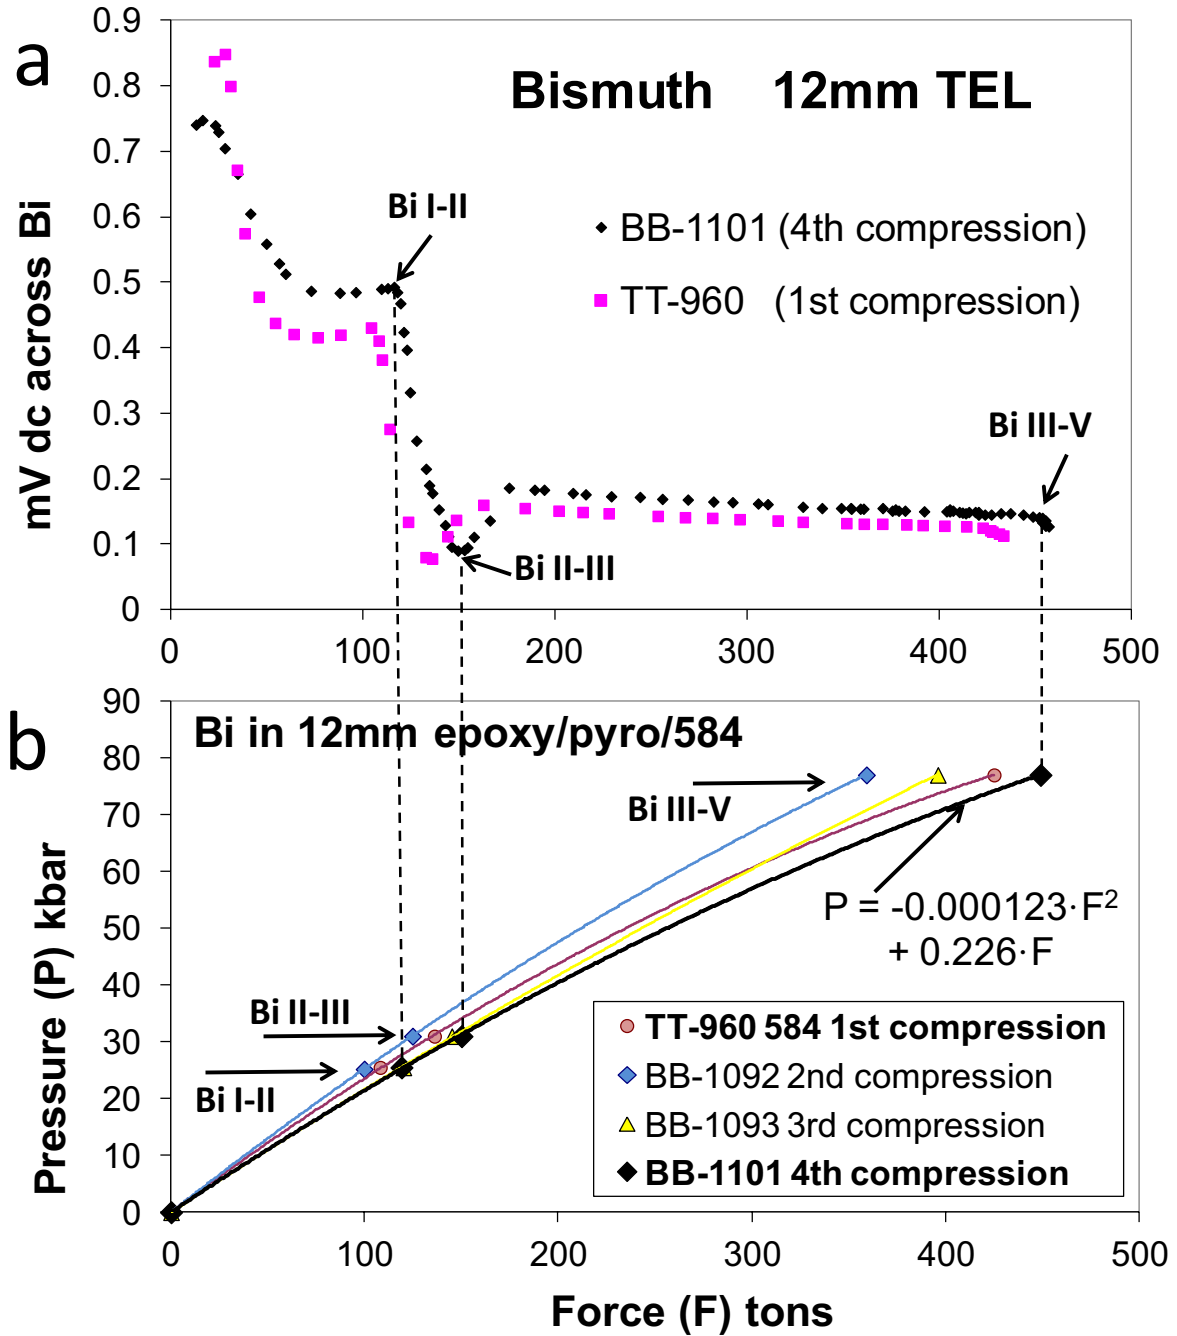 a
Bismuth 12mm TEL
mV dc across Bi
0.9
0.8
0.7
0.6
0.5
0.4
0.3
0.2
0.1
0
Bi I-II
BB-1101 (4th compression)
TT-960 (1st compression)
Bi III-V
Bi II-III
0 100 200 300 400 500
b
Bi in 12mm epoxy/pyro/584
Pressure (P) kbar
90
80
70
60
50
40
30
20
10
0
Bi III-V
P = -0.000123·F²
+ 0.226·F
Bi II-III
Bi I-II
TT-960 584 1st compression
BB-1092 2nd compression
BB-1093 3rd compression
BB-1101 4th compression
0 100 200 300 400 500
Force (F) tons